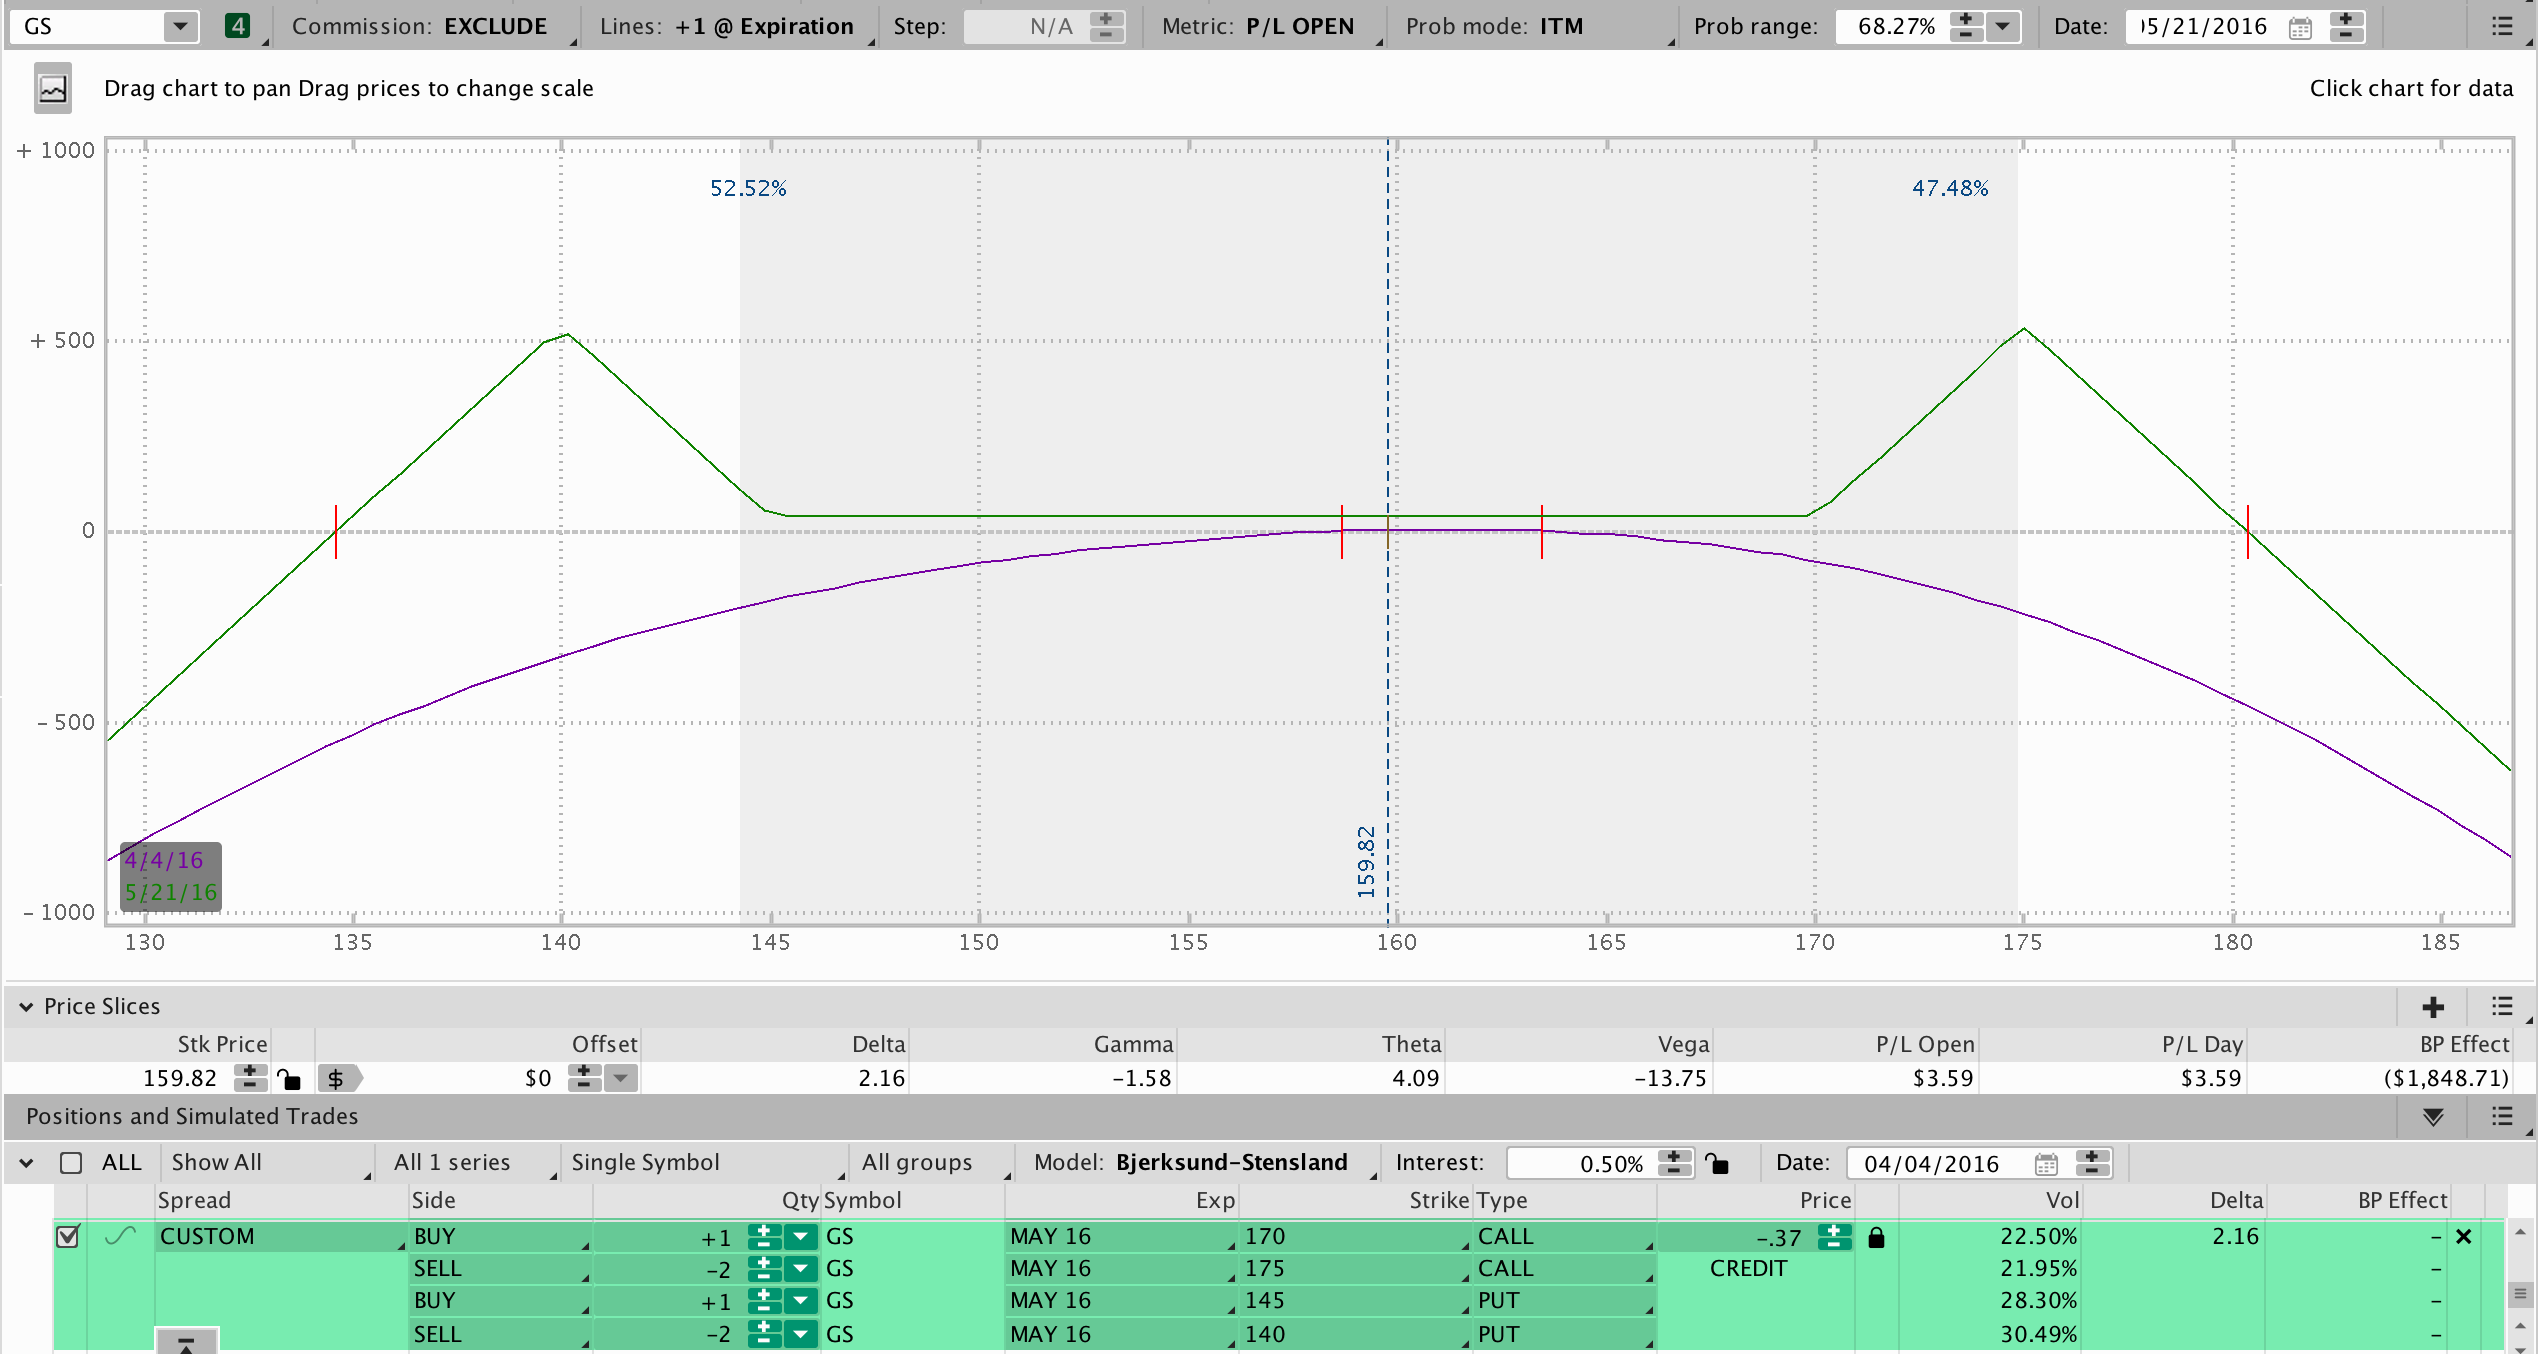 GS 4 Commission: EXCLUDE Lines: +1 @ Expiration Step: N/A Metric: P/L OPEN Prob mode: ITM Prob range: 68.27% Date: 05/21/2016
Drag chart to pan Drag prices to change scale Click chart for data
+ 1000
52.52% 47.48%
+ 500
0
- 500
159.82
4/4/16
5/21/16
- 1000
130 135 140 145 150 155 160 165 170 175 180 185
Price Slices
Stk Price Offset Delta Gamma Theta Vega P/L Open P/L Day BP Effect
159.82 $ $0 2.16 -1.58 4.09 -13.75 $3.59 $3.59 ($1,848.71)
Positions and Simulated Trades
ALL Show All All 1 series Single Symbol All groups Model: Bjerksund-Stensland Interest: 0.50% Date: 04/04/2016
Spread Side Qty Symbol Exp Strike Type Price Vol Delta BP Effect
CUSTOM BUY +1 GS MAY 16 170 CALL -.37 22.50% 2.16 -
SELL -2 GS MAY 16 175 CALL CREDIT 21.95% -
BUY +1 GS MAY 16 145 PUT 28.30% -
SELL -2 GS MAY 16 140 PUT 30.49% -